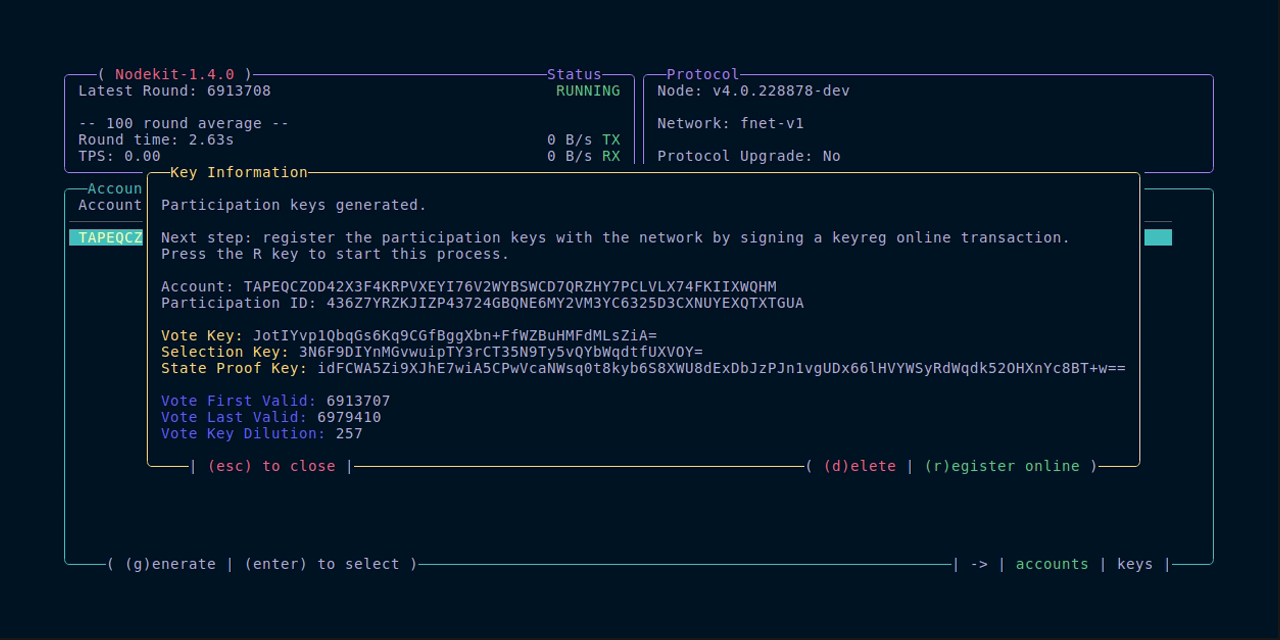 ( Nodekit-1.4.0 ) Status
Latest Round: 6913708 RUNNING
-- 100 round average --
Round time: 2.63s 0 B/s TX
TPS: 0.00 0 B/s RX
Protocol
Node: v4.0.228878-dev
Network: fnet-v1
Protocol Upgrade: No
Accoun
Account
TAPEQCZ
Key Information
Participation keys generated.
Next step: register the participation keys with the network by signing a keyreg online transaction.
Press the R key to start this process.
Account: TAPEQCZOD42X3F4KRPVXEYI76V2WYBSWCD7QRZHY7PCLVLX74FKIIXWQHM
Participation ID: 436Z7YRZKJIZP43724GBQNE6MY2VM3YC6325D3CXNUYEXQTXTGUA
Vote Key: JotIYvp1QbqGs6Kq9CGfBggXbn+FfWZBuHMFdMLsZiA=
Selection Key: 3N6F9DIYnMGvwuipTY3rCT35N9Ty5vQYbWqdtfUXVOY=
State Proof Key: idFCWA5Zi9XJhE7wiA5CPwVcaNWsq0t8kyb6S8XWU8dExDbJzPJn1vgUDx66lHVYWSyRdWqdk52OHXnYc8BT+w==
Vote First Valid: 6913707
Vote Last Valid: 6979410
Vote Key Dilution: 257
| (esc) to close | ( (d)elete | (r)egister online )
( (g)enerate | (enter) to select ) | -> | accounts | keys |